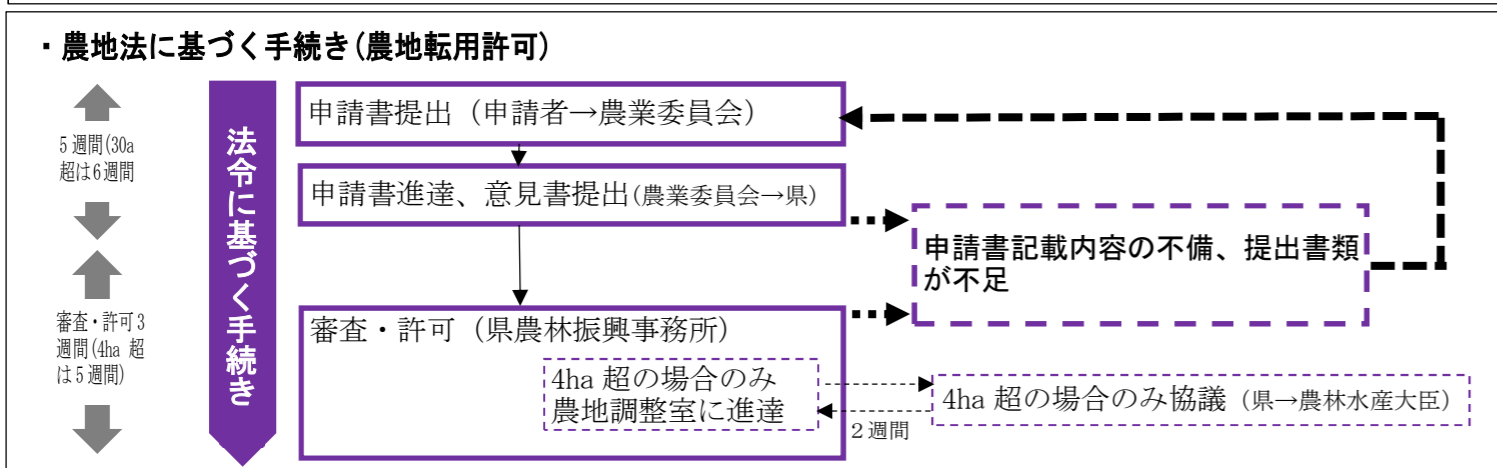 ・農地法に基づく手続き(農地転用許可)
5週間(30a
超は6週間
法令に基づく手続き
申請書提出（申請者→農業委員会）
申請書進達、意見書提出(農業委員会→県)
申請書記載内容の不備、提出書類
が不足
審査・許可3
週間(4ha 超
は5週間)
審査・許可（県農林振興事務所）
4ha 超の場合のみ
農地調整室に進達
2週間
4ha 超の場合のみ協議（県→農林水産大臣）